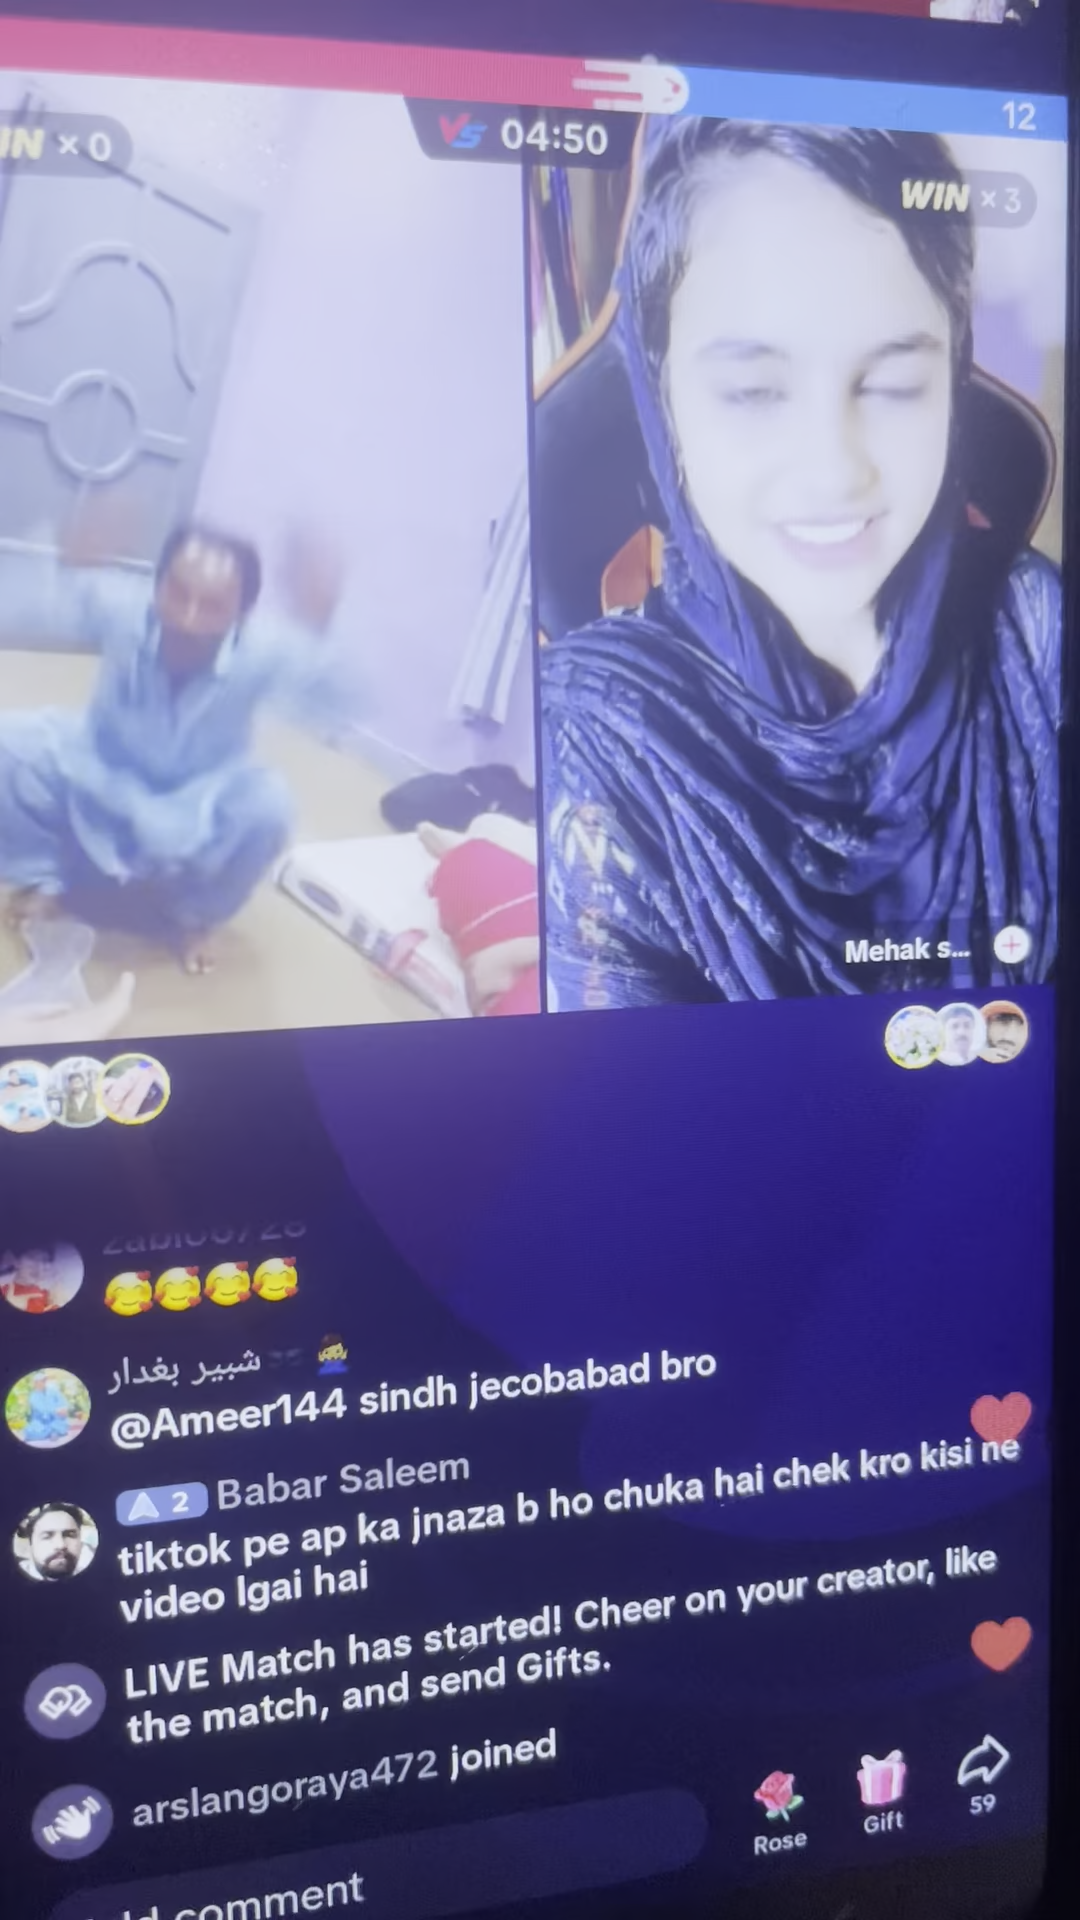 12
IN × 0
VS 04:50
WIN × 3
Mehak s...
شبير بغدار
@Ameer144 sindh jecobabad bro
2 Babar Saleem
tiktok pe ap ka jnaza b ho chuka hai chek kro kisi ne
video lgai hai
LIVE Match has started! Cheer on your creator, like
the match, and send Gifts.
arslangoraya472 joined
comment
Rose
Gift
59